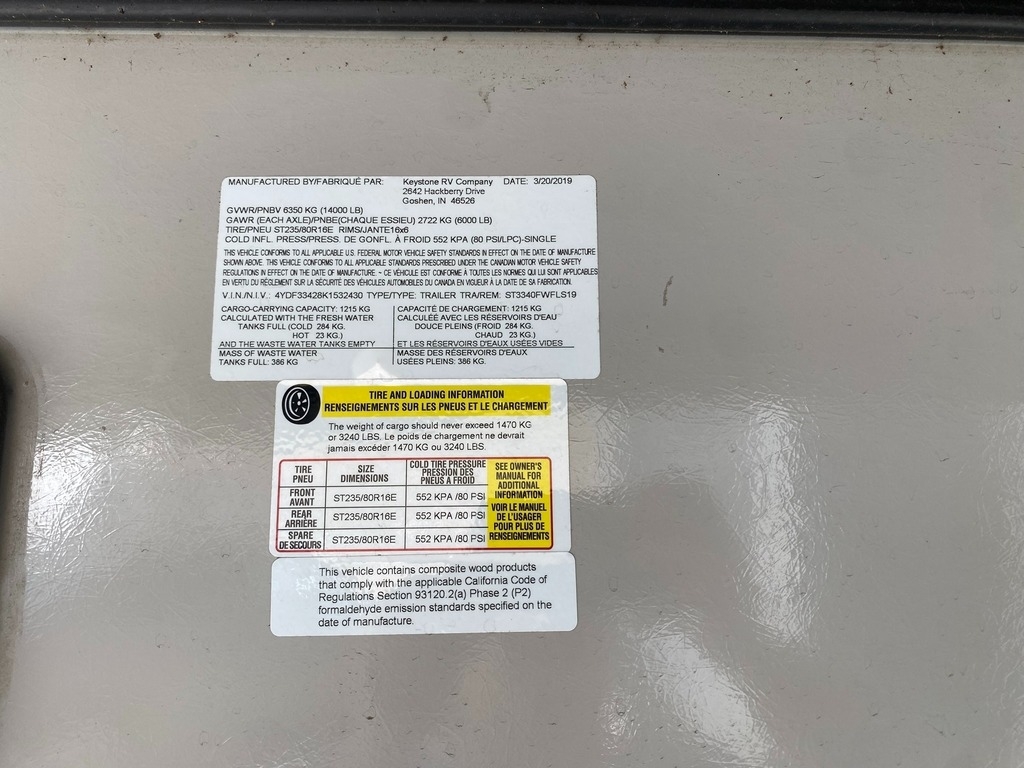 MANUFACTURED BY/FABRIQUÉ PAR: Keystone RV Company DATE: 3/20/2019
2642 Hackberry Drive
Goshen, IN 46526
GVWR/PNBV 6350 KG (14000 LB)
GAWR (EACH AXLE)/PNBE(CHAQUE ESSIEU) 2722 KG (6000 LB)
TIRE/PNEU ST235/80R16E RIMS/JANTE16x6
COLD INFL. PRESS/PRESS. DE GONFL. À FROID 552 KPA (80 PSI/LPC)-SINGLE
THIS VEHICLE CONFORMS TO ALL APPLICABLE U.S. FEDERAL MOTOR VEHICLE SAFETY STANDARDS IN EFFECT ON THE DATE OF MANUFACTURE
SHOWN ABOVE. THIS VEHICLE CONFORMS TO ALL APPLICABLE STANDARDS PRESCRIBED UNDER THE CANADIAN MOTOR VEHICLE SAFETY
REGULATIONS IN EFFECT ON THE DATE OF MANUFACTURE. ~ CE VÉHICULE EST CONFORME À TOUTES LES NORMES QUI LUI SONT APPLICABLES
EN VERTU DU RÈGLEMENT SUR LA SÉCURITÉ DES VÉHICULES AUTOMOBILES DU CANADA EN VIGUEUR À LA DATE DE SA FABRICATION.
V.I.N./N.I.V.: 4YDF33428K1532430 TYPE/TYPE: TRAILER TRA/REM: ST3340FWFLS19
CARGO-CARRYING CAPACITY: 1215 KG
CALCULATED WITH THE FRESH WATER
TANKS FULL (COLD 284 KG.
HOT 23 KG.)
AND THE WASTE WATER TANKS EMPTY
MASS OF WASTE WATER
TANKS FULL: 386 KG
CAPACITÉ DE CHARGEMENT: 1215 KG
CALCULÉE AVEC LES RÉSERVOIRS D'EAU
DOUCE PLEINS (FROID 284 KG.
CHAUD 23 KG.)
ET LES RÉSERVOIRS D'EAUX USÉES VIDES
MASSE DES RÉSERVOIRS D'EAUX
USÉES PLEINS: 386 KG.
TIRE AND LOADING INFORMATION
RENSEIGNEMENTS SUR LES PNEUS ET LE CHARGEMENT
The weight of cargo should never exceed 1470 KG
or 3240 LBS. Le poids de chargement ne devrait
jamais excéder 1470 KG ou 3240 LBS.
TIRE PNEU SIZE DIMENSIONS COLD TIRE PRESSURE PRESSION DES PNEUS A FROID
FRONT AVANT ST235/80R16E 552 KPA /80 PSI
REAR ARRIÈRE ST235/80R16E 552 KPA /80 PSI
SPARE DE SECOURS ST235/80R16E 552 KPA /80 PSI
SEE OWNER'S
MANUAL FOR
ADDITIONAL
INFORMATION
VOIR LE MANUEL
DE L'USAGER
POUR PLUS DE
RENSEIGNEMENTS
This vehicle contains composite wood products
that comply with the applicable California Code of
Regulations Section 93120.2(a) Phase 2 (P2)
formaldehyde emission standards specified on the
date of manufacture.